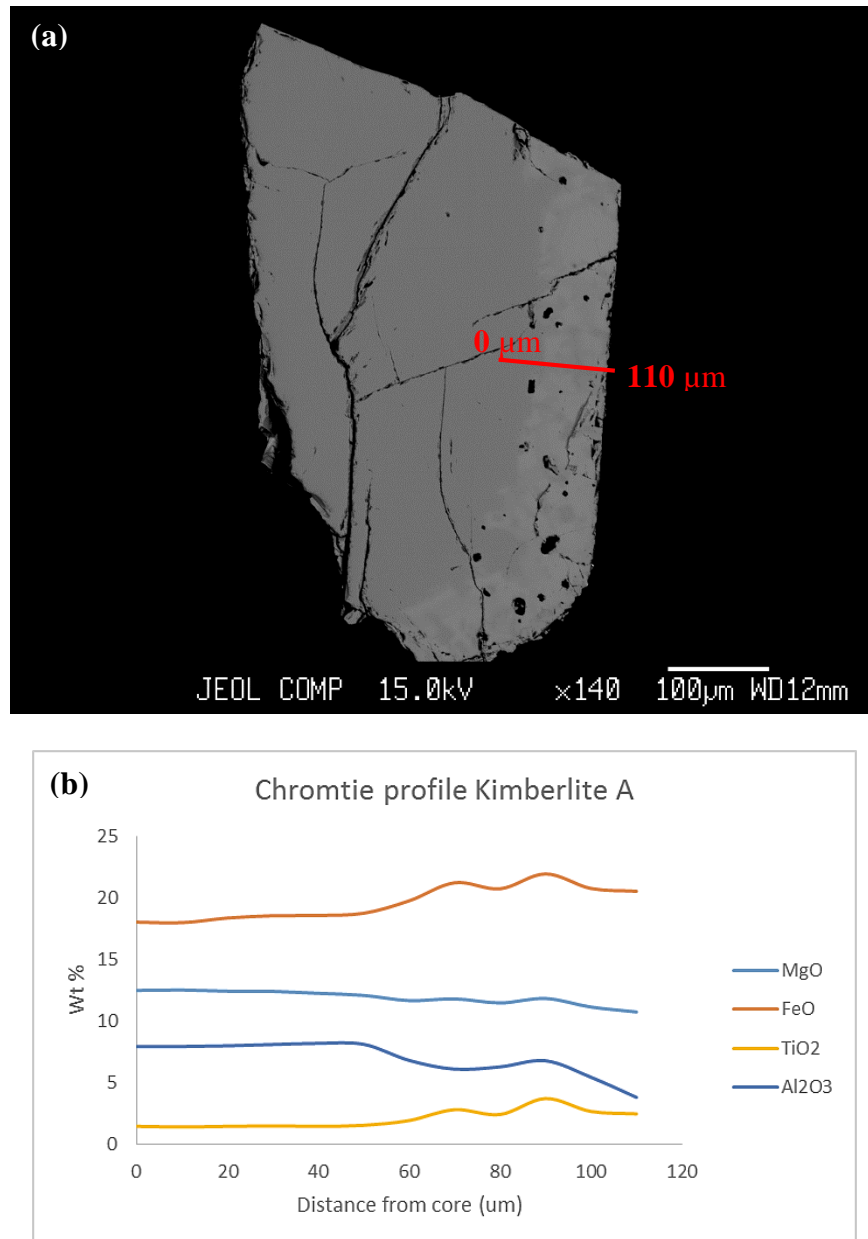 (a)
0 µm
110 µm
JEOL COMP 15.0kV ×140 100µm WD12mm
(b)
Chromtie profile Kimberlite A
25
20
15
10
5
0
Wt %
0 20 40 60 80 100 120
Distance from core (um)
MgO
FeO
TiO2
Al2O3